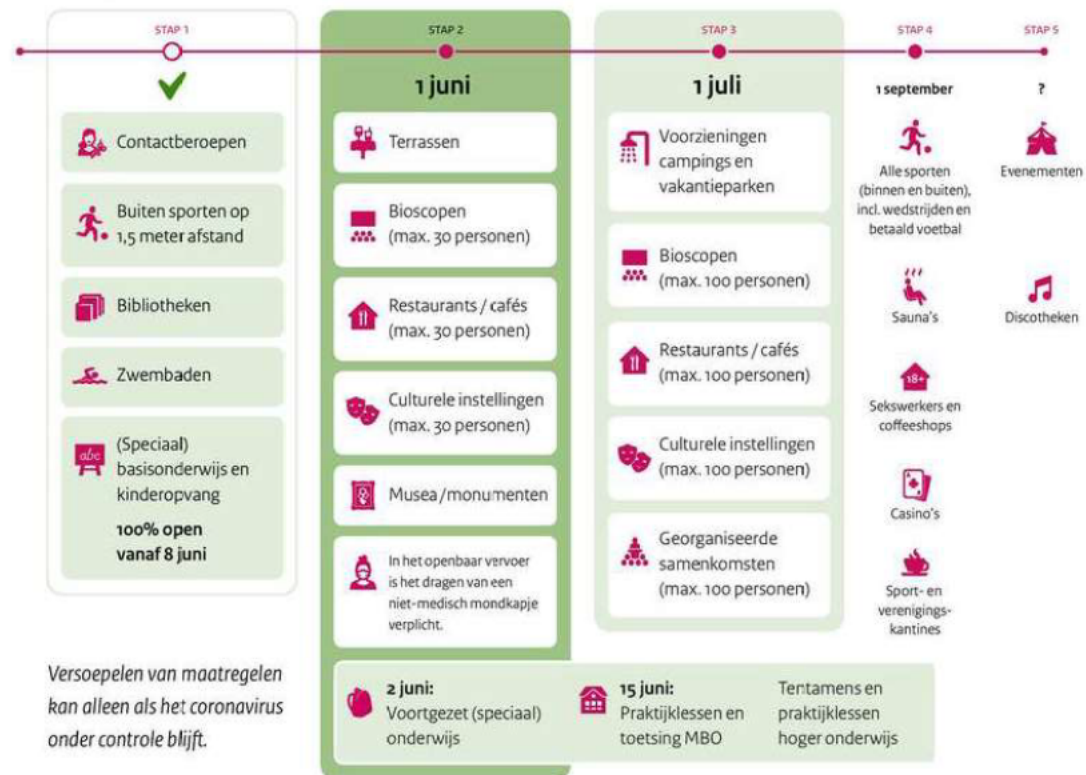 STAP 1
Contactberoepen
Buiten sporten op
1,5 meter afstand
Bibliotheken
Zwembaden
abc
(Speciaal)
basisonderwijs en
kinderopvang
100% open
vanaf 8 juni
STAP 2
1 juni
Terrassen
Bioscopen
(max. 30 personen)
Restaurants / cafés
(max. 30 personen)
Culturele instellingen
(max. 30 personen)
Musea/monumenten
In het openbaar vervoer
is het dragen van een
niet-medisch mondkapje
verplicht.
STAP 3
1 juli
Voorzieningen
campings en
vakantieparken
Bioscopen
(max. 100 personen)
Restaurants / cafés
(max. 100 personen)
Culturele instellingen
(max. 100 personen)
Georganiseerde
samenkomsten
(max. 100 personen)
STAP 4
1 september
Alle sporten
(binnen en buiten),
incl. wedstrijden en
betaald voetbal
Sauna's
18+
Sekswerkers en
coffeeshops
Casino's
Sport- en
verenigings-
kantines
STAP 5
?
Evenementen
Discotheken
Versoepelen van maatregelen
kan alleen als het coronavirus
onder controle blijft.
2 juni:
Voortgezet (speciaal)
onderwijs
15 juni:
Praktijklessen en
toetsing MBO
Tentamens en
praktijklessen
hoger onderwijs